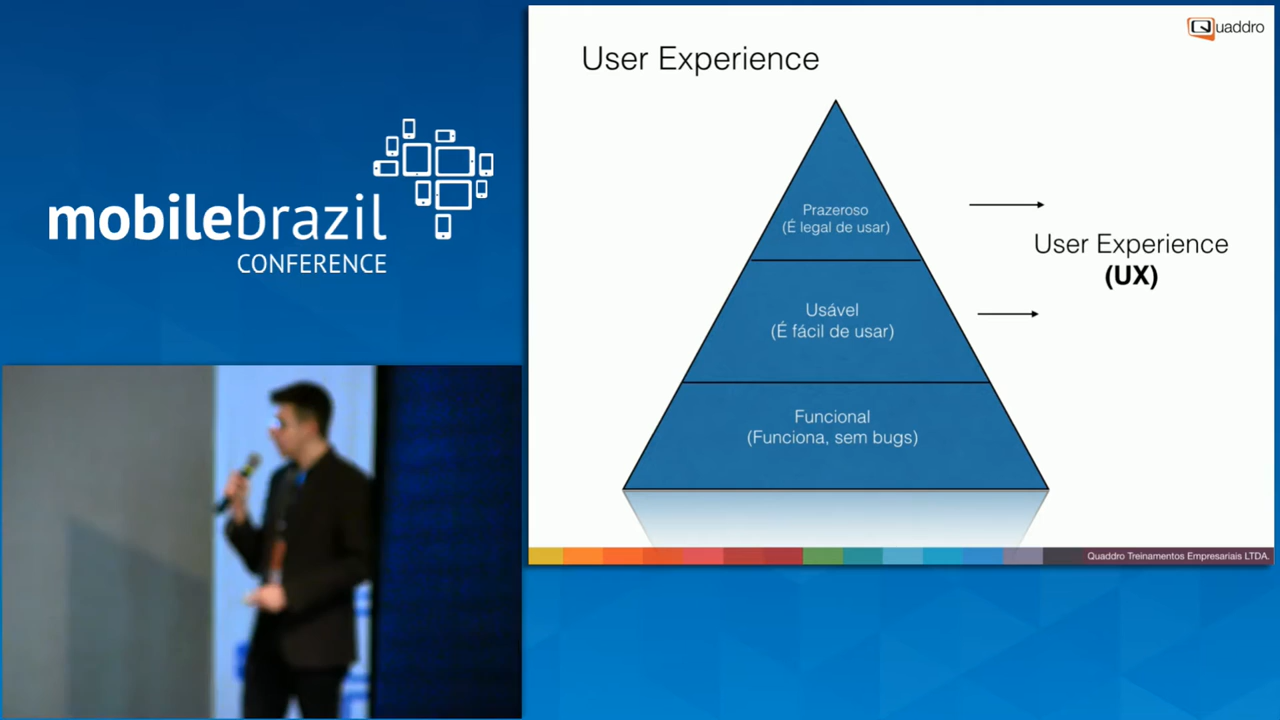 mobilebrazil
CONFERENCE
Quaddro
User Experience
Prazeroso
(É legal de usar)
Usável
(É fácil de usar)
Funcional
(Funciona, sem bugs)
User Experience
(UX)
Quaddro Treinamentos Empresariais LTDA.